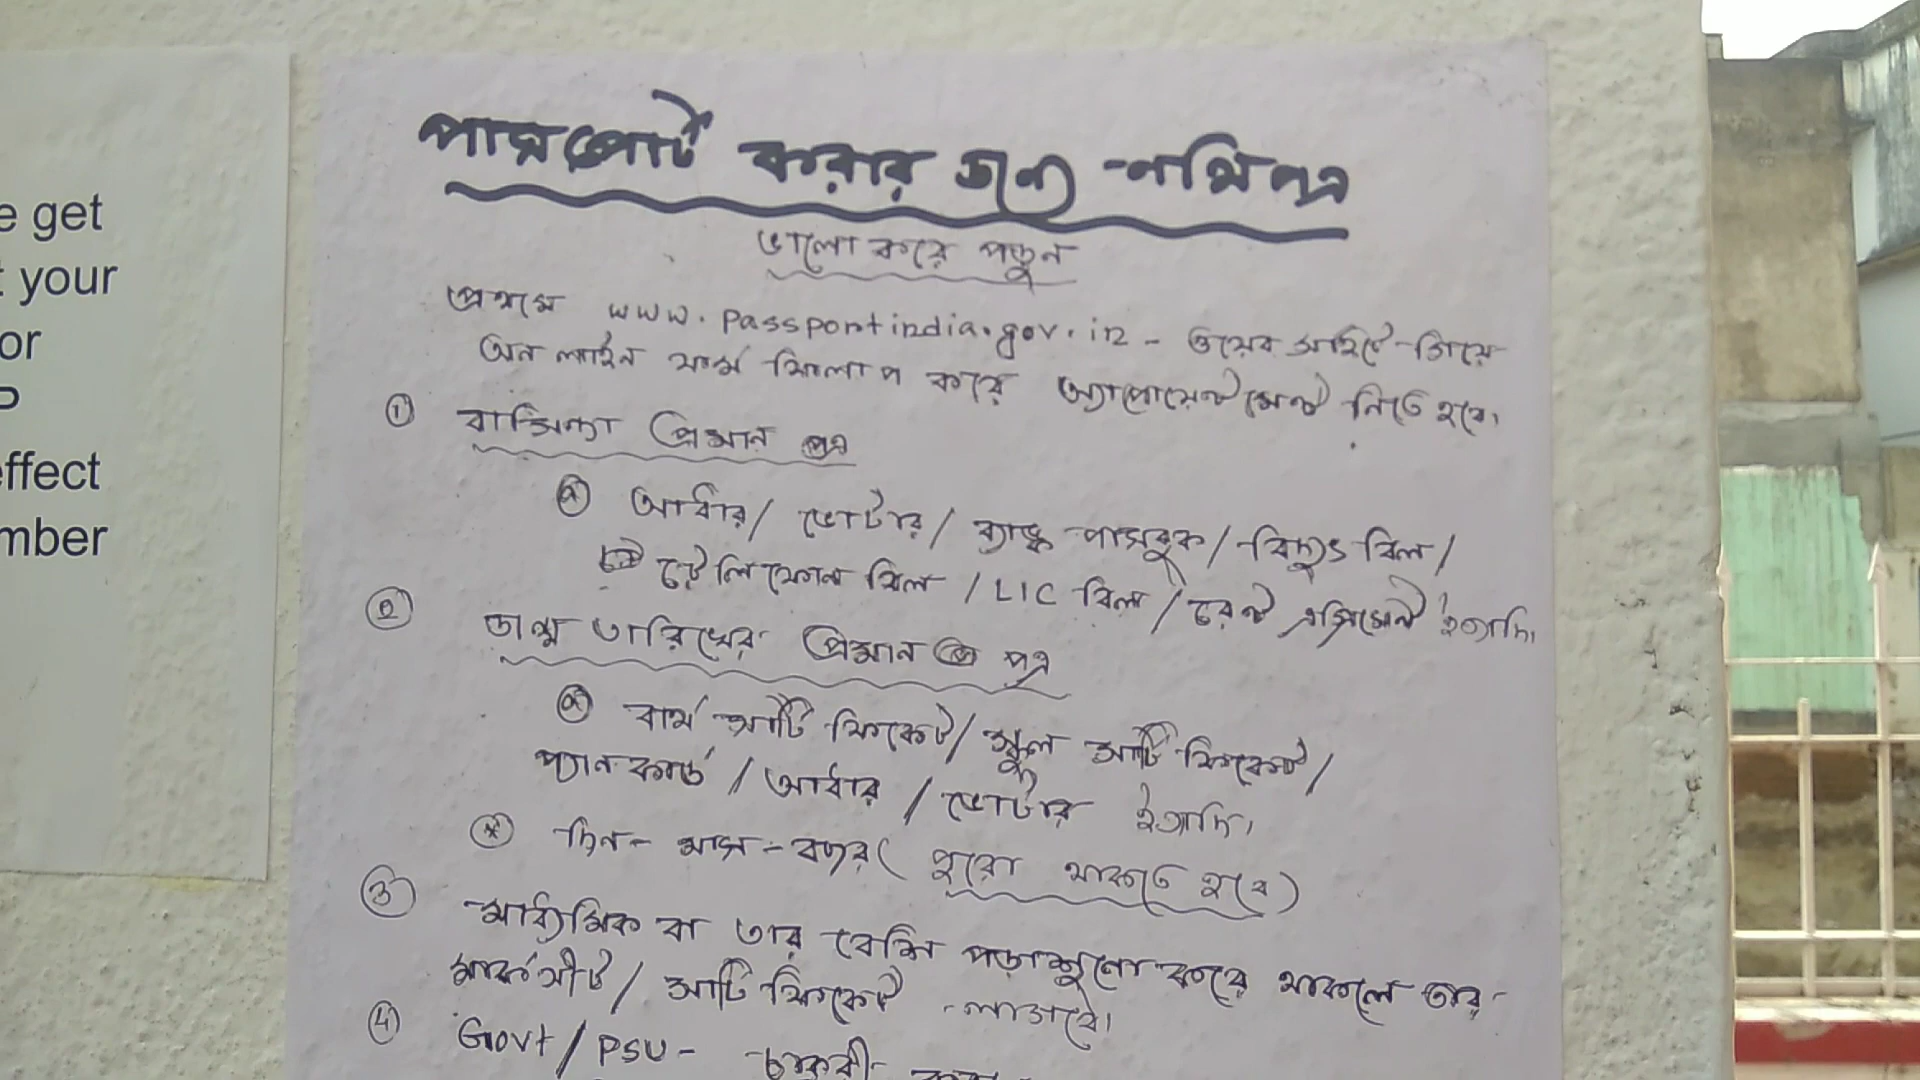 e get
t your
or
P
effect
mber
পাসপোর্ট করার জন্য নথিপত্র
ভালো করে পড়ুন
প্রথমে www.passportindia.gov.in - ওয়েব সাইটে গিয়ে
অন লাইন ফর্ম ফিলাপ করে অ্যাপোয়েন্টমেন্ট নিতে হবে।
① বাসিন্দা প্রমান পত্র
আধার/ ভোটার/ ব্যাঙ্ক পাসবুক/ বিদ্যুৎ বিল/
টেলিফোন বিল / LIC বিল / রেন্ট এগ্রিমেন্ট ইত্যাদি।
② জন্ম তারিখের প্রমান পত্র
বার্থ সার্টিফিকেট/ স্কুল সার্টিফিকেট/
প্যান কার্ড / আধার / ভোটার ইত্যাদি।
* দিন - মাস - বছর ( পুরো থাকতে হবে )
③ মাধ্যমিক বা তার বেশি পড়াশুনো করে থাকলে তার
মার্কসীট/ সার্টিফিকেট লাগবে।
④ Govt/PSU - চাকুরী